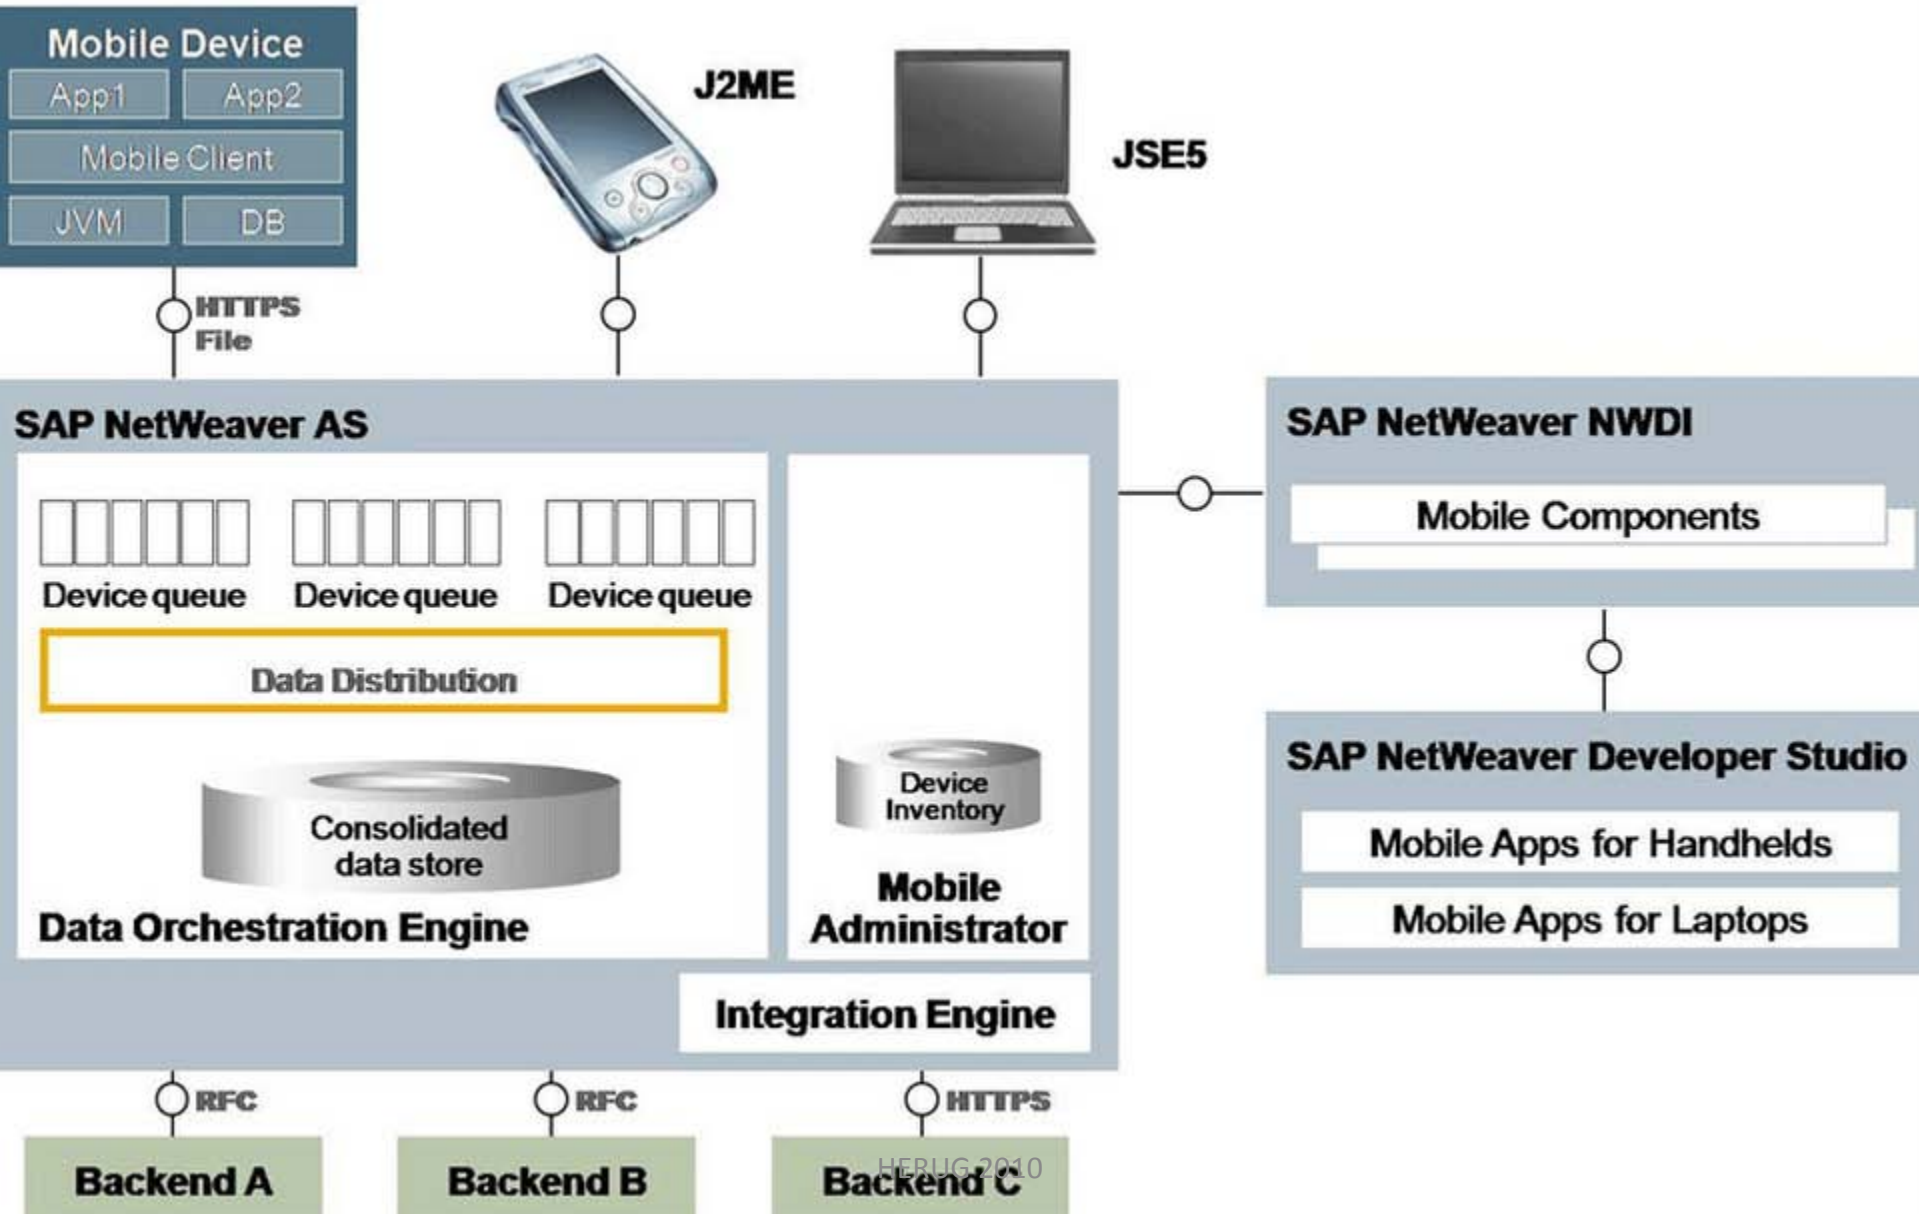 Mobile Device
App1 App2
Mobile Client
JVM DB
J2ME
JSE5
HTTPS
File
SAP NetWeaver AS
Device queue Device queue Device queue
Data Distribution
Consolidated
data store
Data Orchestration Engine
Device
Inventory
Mobile
Administrator
Integration Engine
SAP NetWeaver NWDI
Mobile Components
SAP NetWeaver Developer Studio
Mobile Apps for Handhelds
Mobile Apps for Laptops
RFC RFC HTTPS
Backend A Backend B Backend C
HERUG 2010